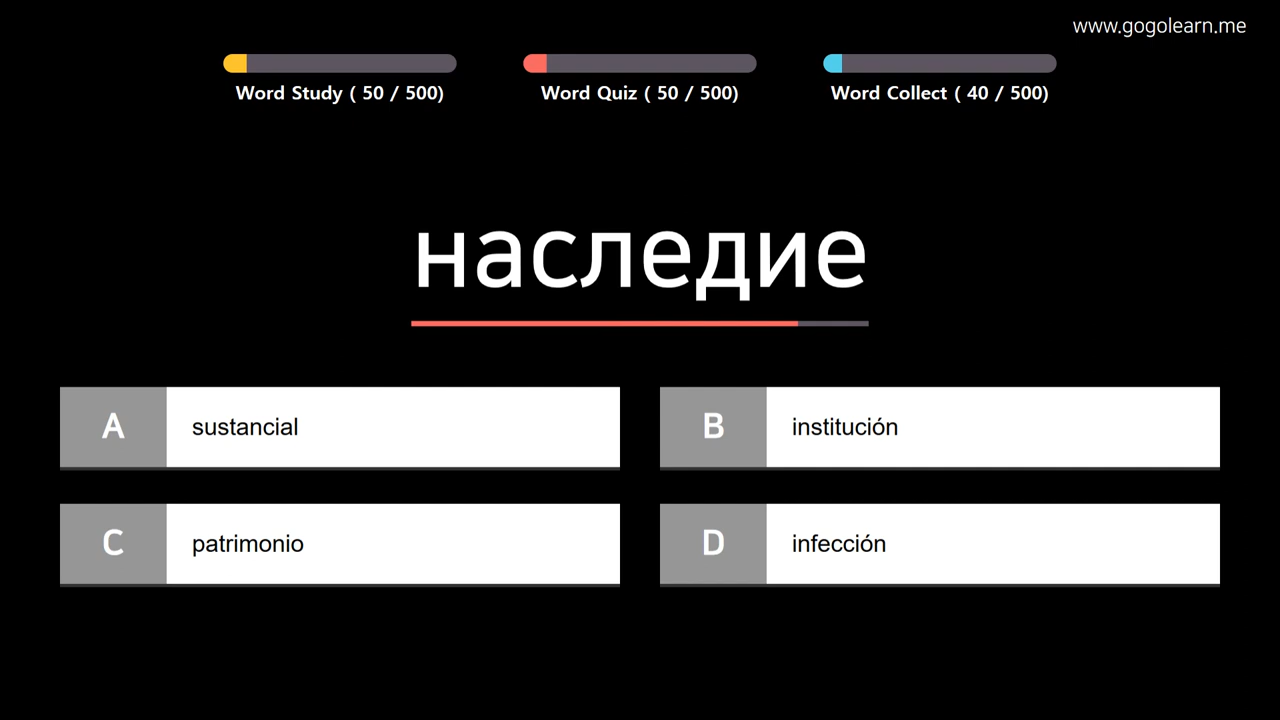 www.gogolearn.me
Word Study ( 50 / 500)
Word Quiz ( 50 / 500)
Word Collect ( 40 / 500)
наследие
A sustancial
B institución
C patrimonio
D infección